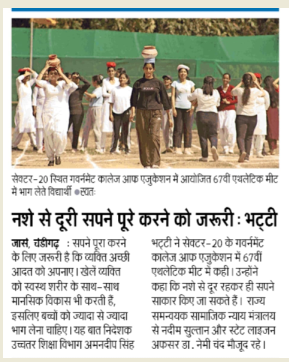 सेक्टर-20 स्थित गवर्नमेंट कालेज आफ एजुकेशन में आयोजित 67वीं एथलेटिक मीट
में भाग लेते विद्यार्थी ● स्वतः
नशे से दूरी सपने पूरे करने को जरूरी : भट्टी
जासं, चंडीगढ़ : सपने पूरा करने
के लिए जरूरी है कि व्यक्ति अच्छी
आदत को अपनाए। खेलें व्यक्ति
को स्वस्थ शरीर के साथ-साथ
मानसिक विकास भी करती है,
इसलिए बच्चों को ज्यादा से ज्यादा
भाग लेना चाहिए। यह बात निदेशक
उच्चतर शिक्षा विभाग अमनदीप सिंह
भट्टी ने सेक्टर-20 के गवर्नमेंट
कालेज आफ एजुकेशन में 67वीं
एथलेटिक मीट में कही। उन्होंने
कहा कि नशे से दूर रहकर ही सपने
साकार किए जा सकते हैं। राज्य
समन्वयक सामाजिक न्याय मंत्रालय
से नदीम सुल्तान और स्टेट लाइजन
अफसर डा. नेमी चंद मौजूद रहे।